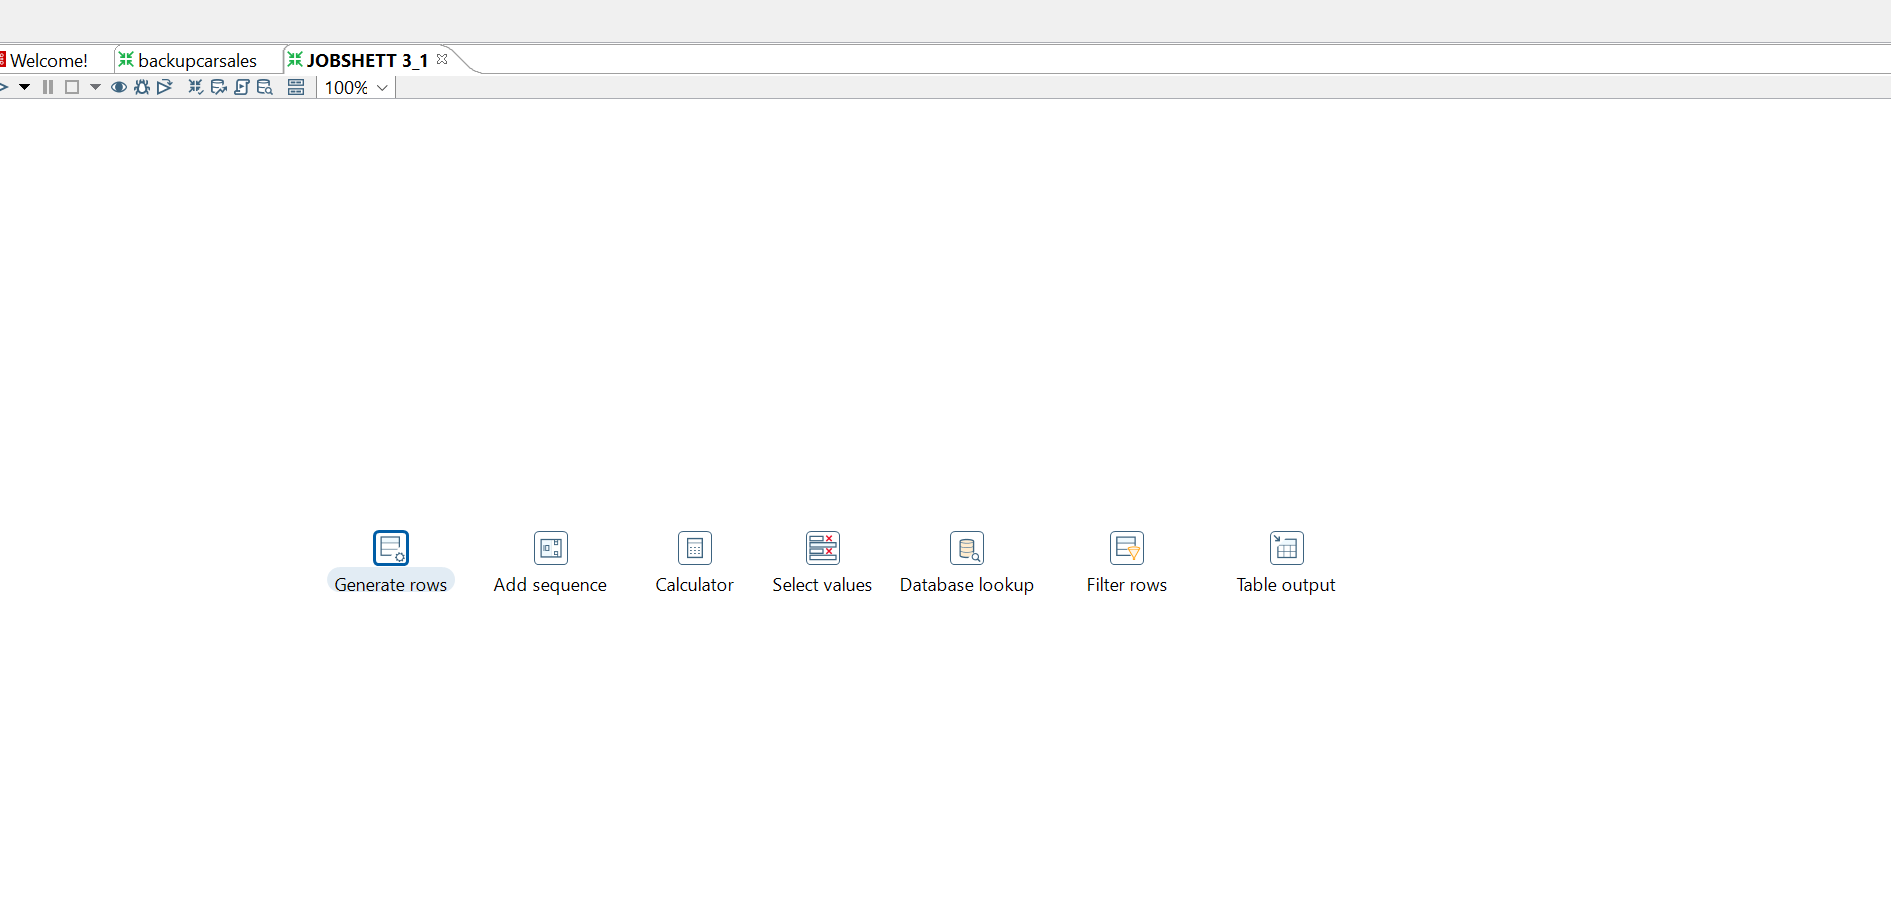 Welcome!
backupcarsales
JOBSHETT 3_1
100%
Generate rows
Add sequence
Calculator
Select values
Database lookup
Filter rows
Table output